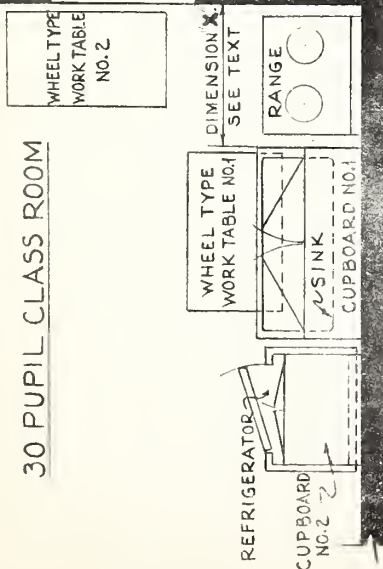 30 PUPIL CLASS ROOM
WHEEL TYPE
WORK TABLE
NO. 2
DIMENSION X
SEE TEXT
RANGE
WHEEL TYPE
WORK TABLE NO.1
SINK
CUPBOARD NO.1
REFRIGERATOR
CUPBOARD
NO.2